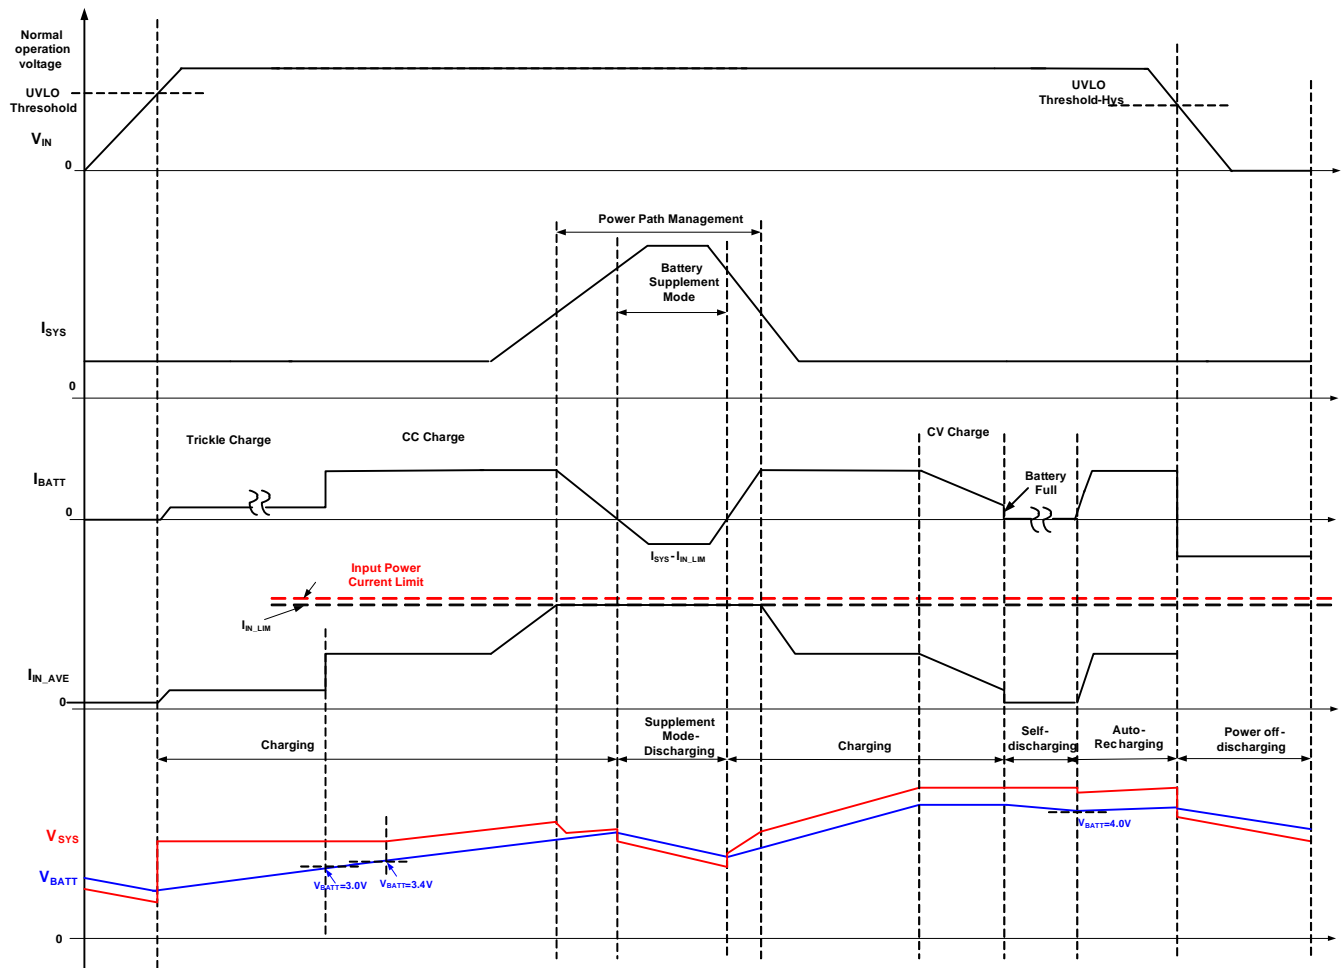 Normal
operation
voltage
UVLO
Thresohold
VIN
0
UVLO
Threshold-Hys
Power Path Management
Battery
Supplement
Mode
ISYS
0
Trickle Charge
CC Charge
CV Charge
Battery
Full
IBATT
0
ISYS-IIN_LIM
Input Power
Current Limit
IIN_LIM
IIN_AVE
0
Charging
Supplement
Mode-
Discharging
Charging
Self-
discharging
Auto-
Recharging
Power off-
discharging
VSYS
VBATT
VBATT=3.0V
VBATT=3.4V
VBATT=4.0V
0